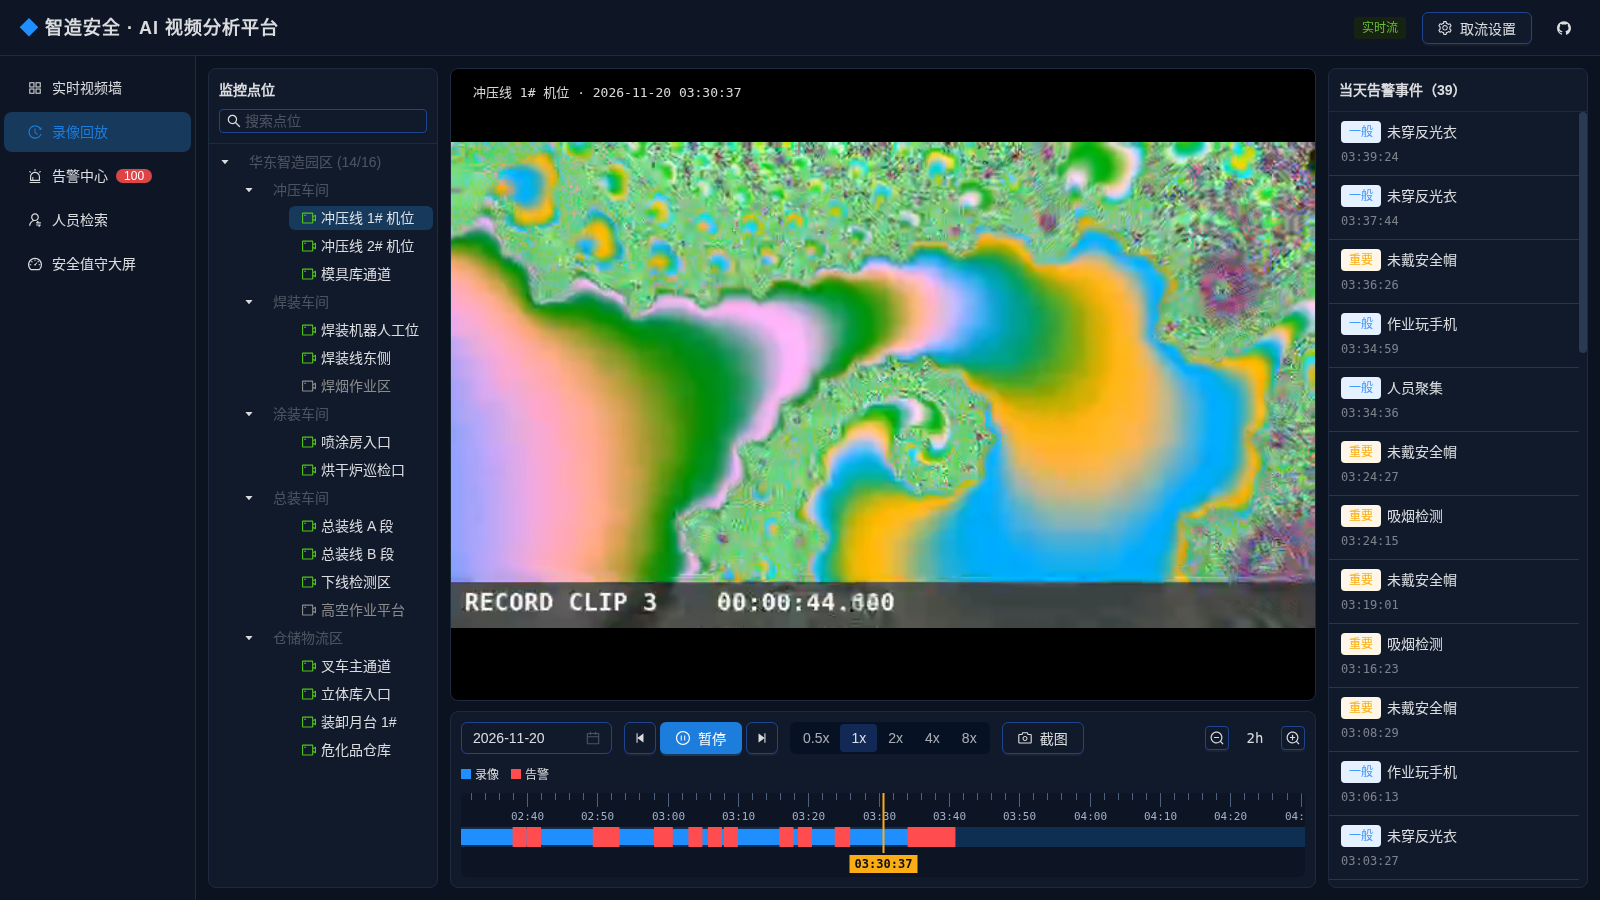 智造安全 · AI 视频分析平台
实时流
取流设置
实时视频墙
录像回放
告警中心 100
人员检索
安全值守大屏
监控点位
搜索点位
华东智造园区 (14/16)
冲压车间
冲压线 1# 机位
冲压线 2# 机位
模具库通道
焊装车间
焊装机器人工位
焊装线东侧
焊烟作业区
涂装车间
喷涂房入口
烘干炉巡检口
总装车间
总装线 A 段
总装线 B 段
下线检测区
高空作业平台
仓储物流区
叉车主通道
立体库入口
装卸月台 1#
危化品仓库
冲压线 1# 机位 · 2026-11-20 03:30:37
RECORD CLIP 3 00:00:44.600
2026-11-20
暂停
0.5x 1x 2x 4x 8x
截图
2h
录像 告警
02:40 02:50 03:00 03:10 03:20 03:30 03:40 03:50 04:00 04:10 04:20 04:
03:30:37
当天告警事件（39）
一般 未穿反光衣
03:39:24
一般 未穿反光衣
03:37:44
重要 未戴安全帽
03:36:26
一般 作业玩手机
03:34:59
一般 人员聚集
03:34:36
重要 未戴安全帽
03:24:27
重要 吸烟检测
03:24:15
重要 未戴安全帽
03:19:01
重要 吸烟检测
03:16:23
重要 未戴安全帽
03:08:29
一般 作业玩手机
03:06:13
一般 未穿反光衣
03:03:27